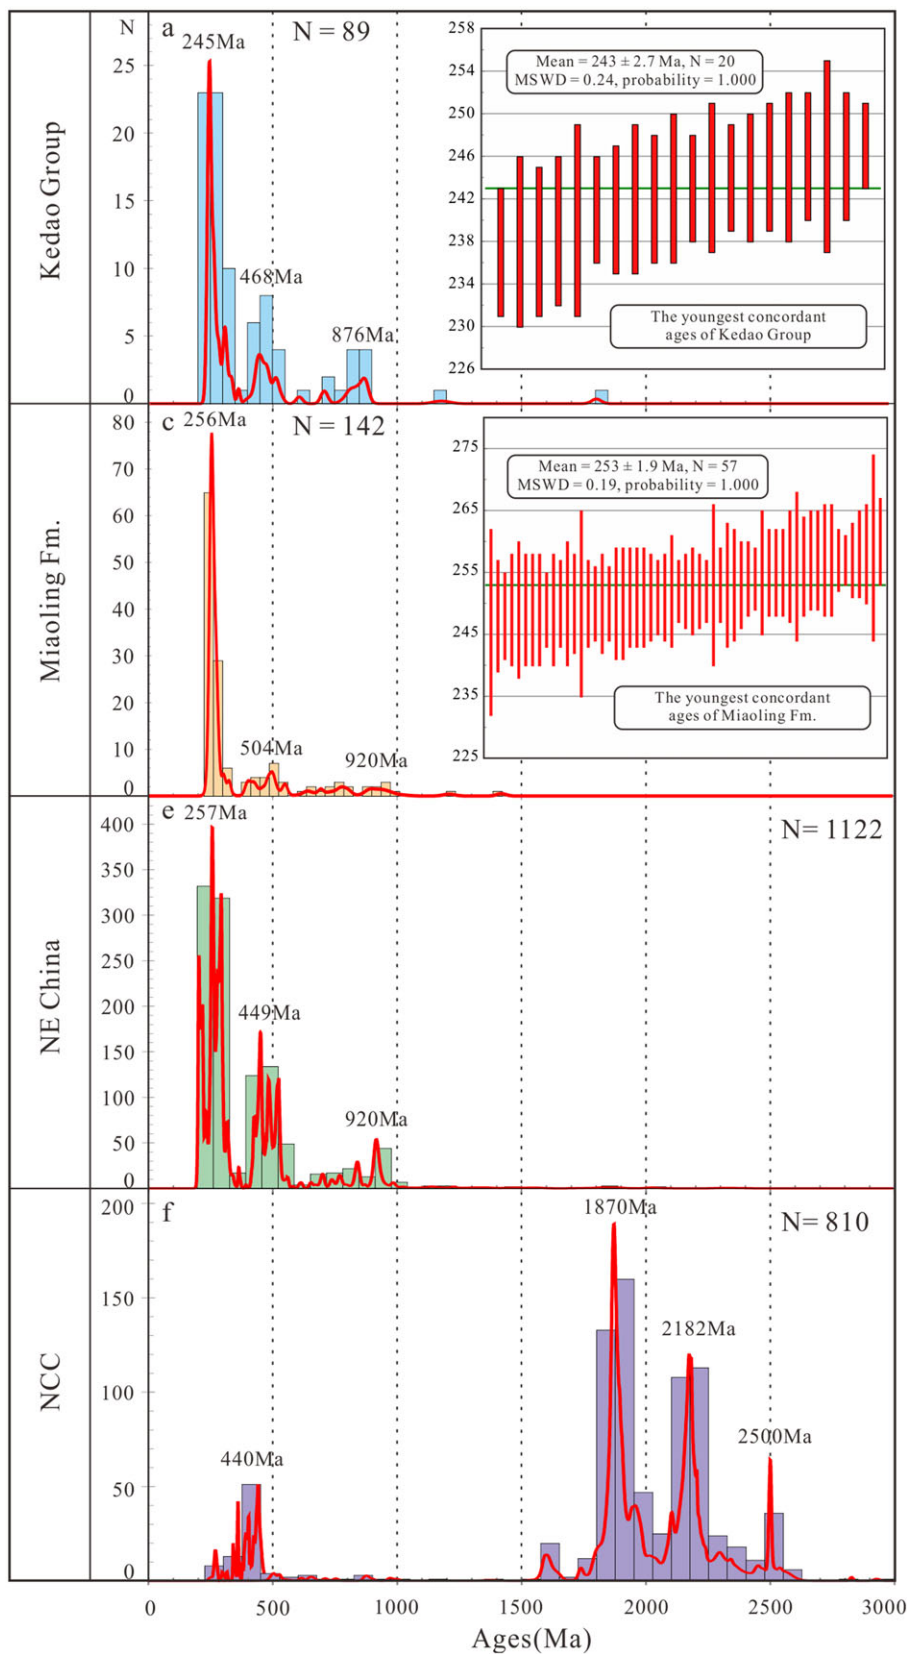 N
a
245Ma
N = 89
25
20
15
10
5
0
468Ma
876Ma
Kedao Group
258
254
250
246
242
238
234
230
226
Mean = 243 ± 2.7 Ma, N = 20
MSWD = 0.24, probability = 1.000
The youngest concordant
ages of Kedao Group
c
256Ma
N = 142
80
70
60
50
40
30
20
10
0
504Ma
920Ma
Miaoling Fm.
275
265
255
245
235
225
Mean = 253 ± 1.9 Ma, N = 57
MSWD = 0.19, probability = 1.000
The youngest concordant
ages of Miaoling Fm.
e
257Ma
N= 1122
400
350
300
250
200
150
100
50
0
449Ma
920Ma
NE China
f
1870Ma
N= 810
200
150
100
50
0
2182Ma
2500Ma
440Ma
NCC
0
500
1000
1500
2000
2500
3000
Ages(Ma)